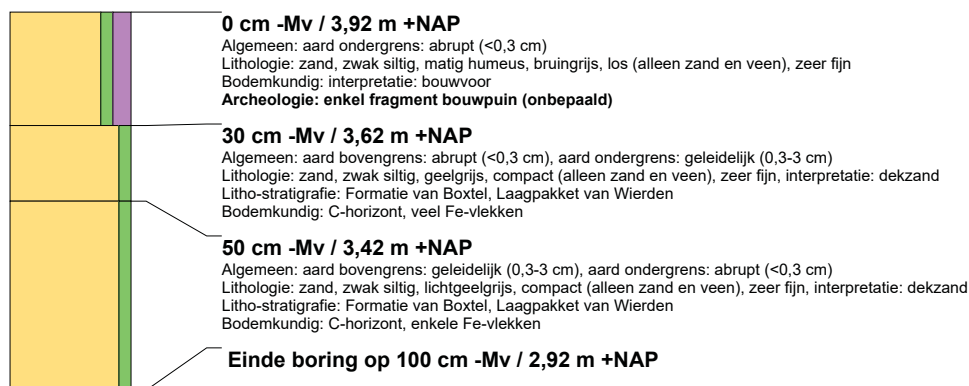 0 cm -Mv / 3,92 m +NAP
Algemeen: aard ondergrens: abrupt (<0,3 cm)
Lithologie: zand, zwak siltig, matig humeus, bruingrijs, los (alleen zand en veen), zeer fijn
Bodemkundig: interpretatie: bouwvoor
Archeologie: enkel fragment bouwpuin (onbepaald)
30 cm -Mv / 3,62 m +NAP
Algemeen: aard bovengrens: abrupt (<0,3 cm), aard ondergrens: geleidelijk (0,3-3 cm)
Lithologie: zand, zwak siltig, geelgrijs, compact (alleen zand en veen), zeer fijn, interpretatie: dekzand
Litho-stratigrafie: Formatie van Boxtel, Laagpakket van Wierden
Bodemkundig: C-horizont, veel Fe-vlekken
50 cm -Mv / 3,42 m +NAP
Algemeen: aard bovengrens: geleidelijk (0,3-3 cm), aard ondergrens: abrupt (<0,3 cm)
Lithologie: zand, zwak siltig, lichtgeelgrijs, compact (alleen zand en veen), zeer fijn, interpretatie: dekzand
Litho-stratigrafie: Formatie van Boxtel, Laagpakket van Wierden
Bodemkundig: C-horizont, enkele Fe-vlekken
Einde boring op 100 cm -Mv / 2,92 m +NAP